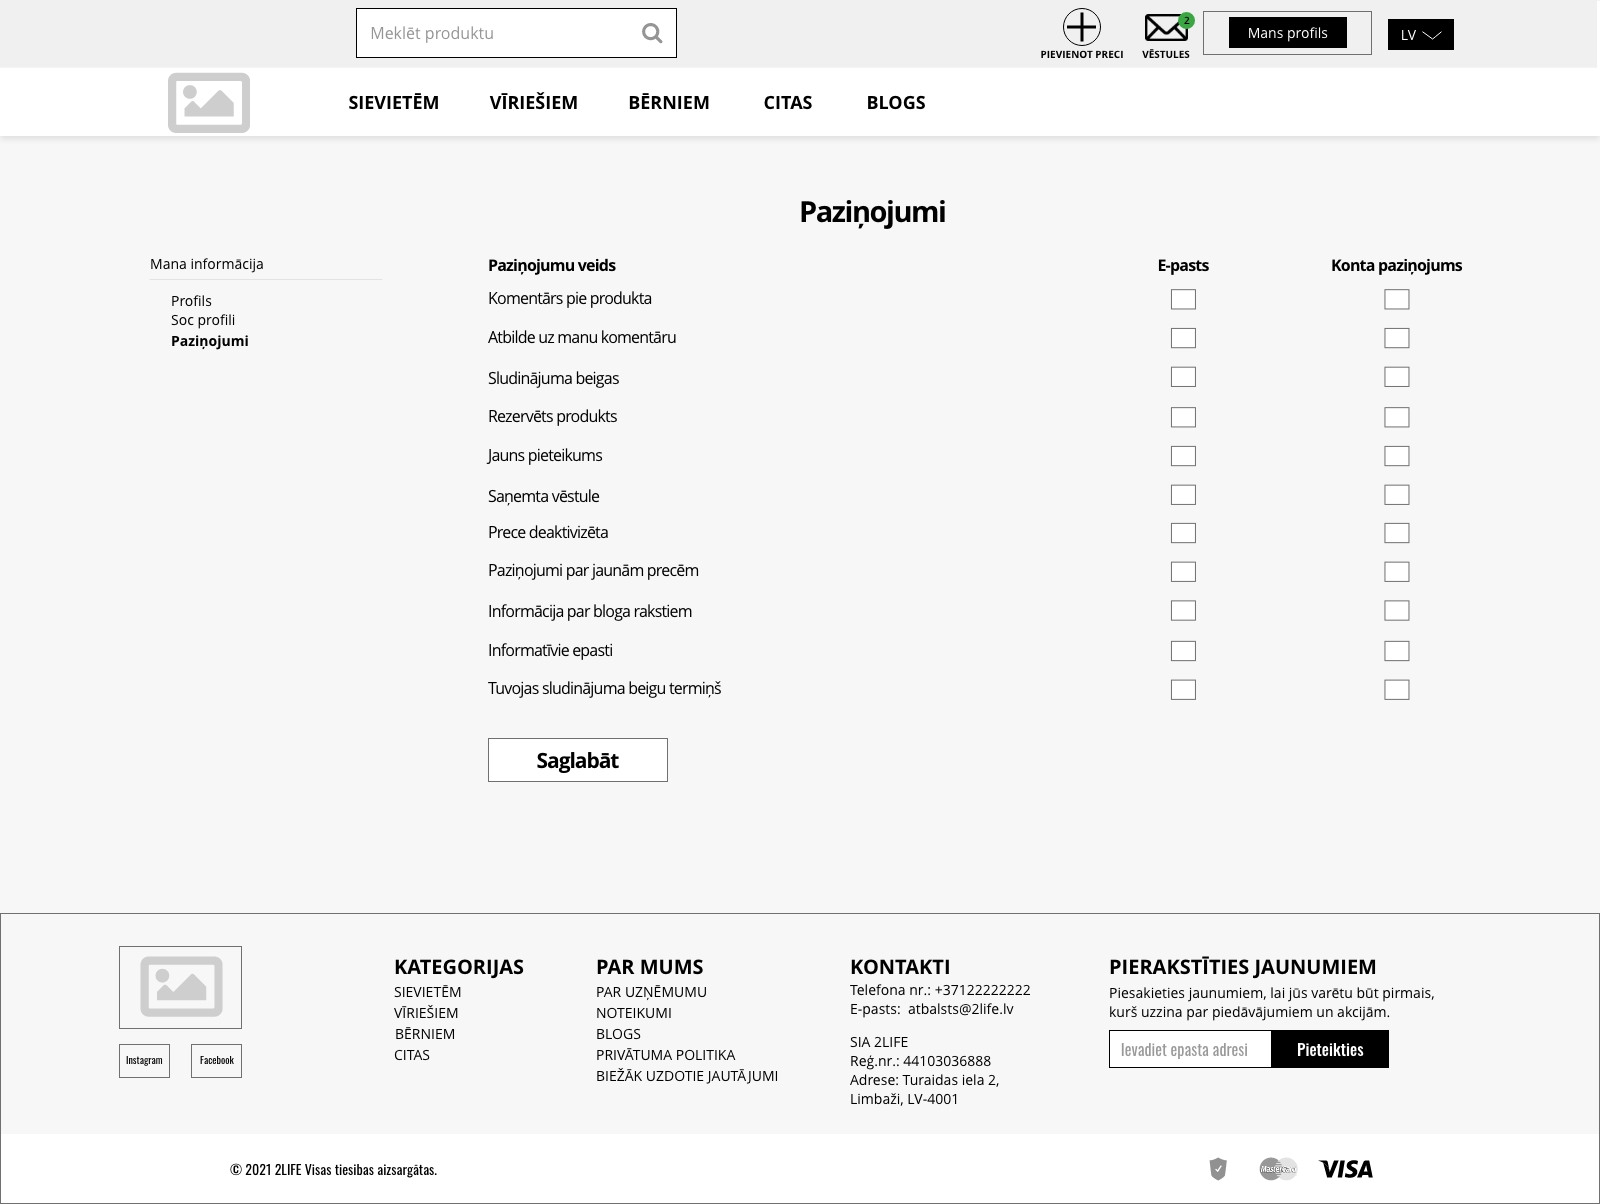 Meklēt produktu
2
PIEVIENOT PRECI
VĒSTULES
Mans profils
LV
SIEVIETĒM
VĪRIEŠIEM
BĒRNIEM
CITAS
BLOGS
Paziņojumi
Mana informācija
Profils
Soc profili
Paziņojumi
Paziņojumu veids
E-pasts
Konta paziņojums
Komentārs pie produkta
Atbilde uz manu komentāru
Sludinājuma beigas
Rezervēts produkts
Jauns pieteikums
Saņemta vēstule
Prece deaktivizēta
Paziņojumi par jaunām precēm
Informācija par bloga rakstiem
Informatīvie epasti
Tuvojas sludinājuma beigu termiņš
Saglabāt
Instagram
Facebook
KATEGORIJAS
SIEVIETĒM
VĪRIEŠIEM
BĒRNIEM
CITAS
PAR MUMS
PAR UZŅĒMUMU
NOTEIKUMI
BLOGS
PRIVĀTUMA POLITIKA
BIEŽĀK UZDOTIE JAUTĀJUMI
KONTAKTI
Telefona nr.: +37122222222
E-pasts: atbalsts@2life.lv
SIA 2LIFE
Reģ.nr.: 44103036888
Adrese: Turaidas iela 2,
Limbaži, LV-4001
PIERAKSTĪTIES JAUNUMIEM
Piesakieties jaunumiem, lai jūs varētu būt pirmais,
kurš uzzina par piedāvājumiem un akcijām.
Ievadiet epasta adresi
Pieteikties
© 2021 2LIFE Visas tiesības aizsargātas.
MasterCard
VISA